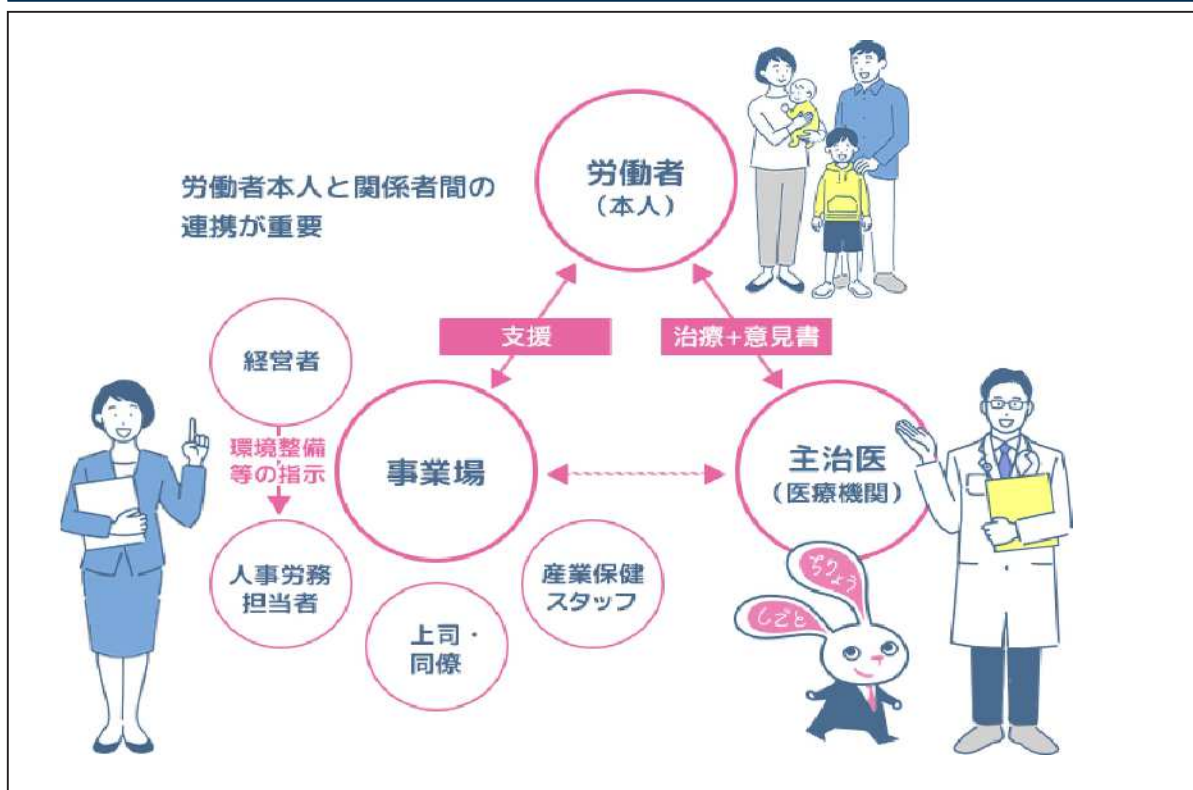 労働者本人と関係者間の
連携が重要
労働者
（本人）
支援
治療+意見書
経営者
環境整備
等の指示
事業場
主治医
（医療機関）
人事労務
担当者
上司・
同僚
産業保健
スタッフ
ちりょう
しごと